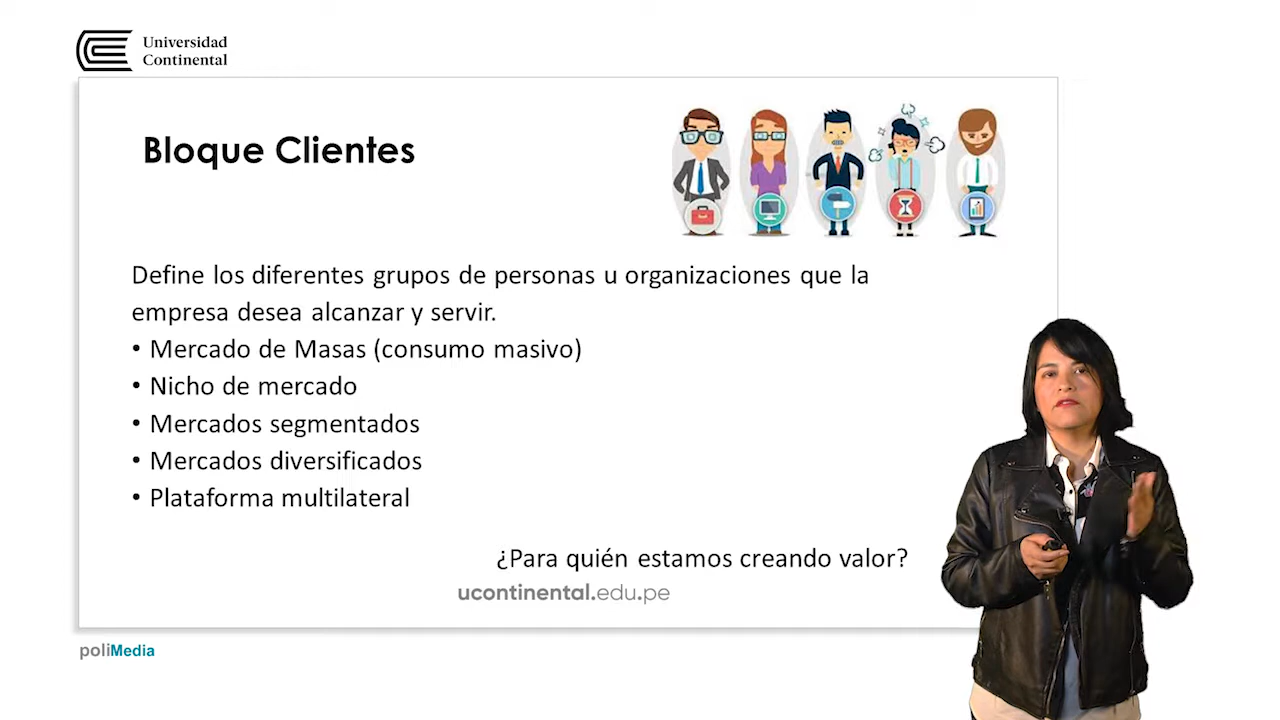 Universidad
Continental
Bloque Clientes
Define los diferentes grupos de personas u organizaciones que la
empresa desea alcanzar y servir.
• Mercado de Masas (consumo masivo)
• Nicho de mercado
• Mercados segmentados
• Mercados diversificados
• Plataforma multilateral
¿Para quién estamos creando valor?
ucontinental.edu.pe
poliMedia